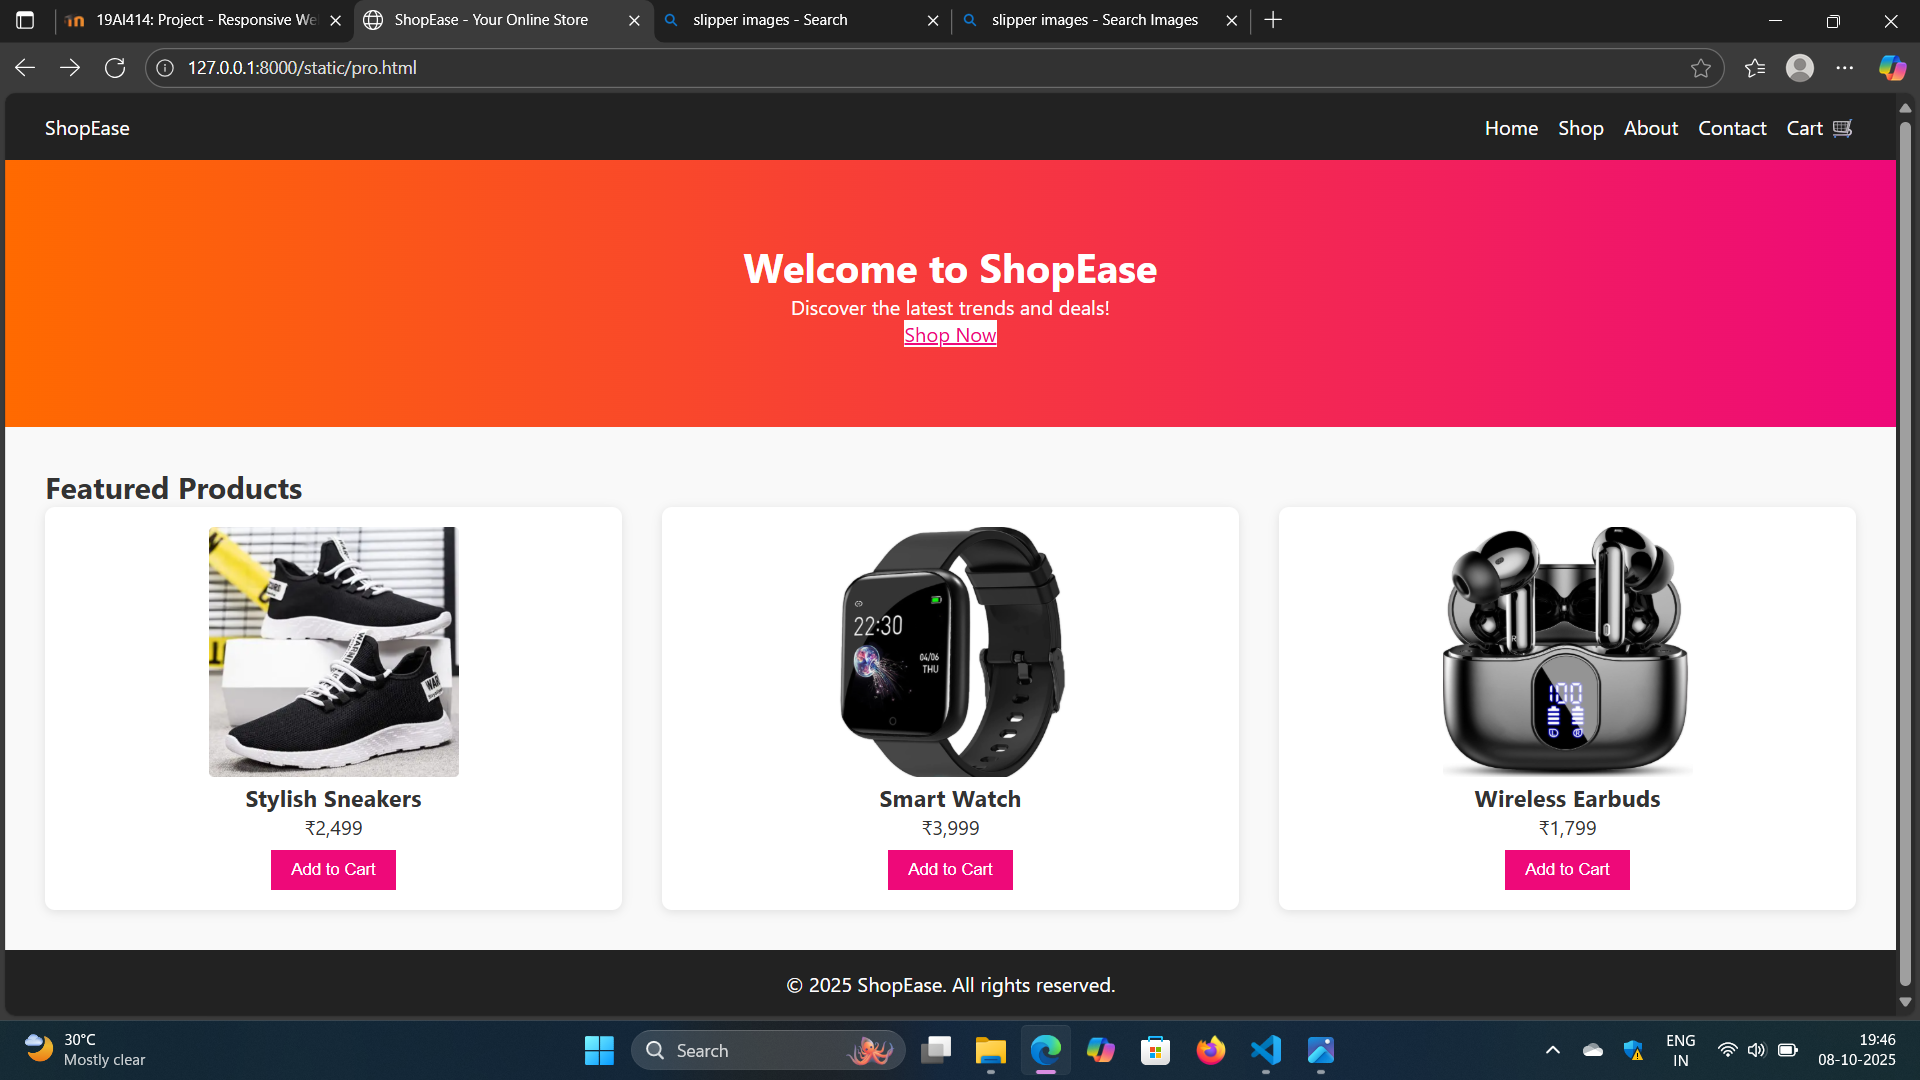 19AI414: Project - Responsive We
ShopEase - Your Online Store
slipper images - Search
slipper images - Search Images
127.0.0.1:8000/static/pro.html
ShopEase
Home Shop About Contact Cart
Welcome to ShopEase
Discover the latest trends and deals!
Shop Now
Featured Products
22:30
04/06
THU
100
R
Stylish Sneakers
₹2,499
Add to Cart
Smart Watch
₹3,999
Add to Cart
Wireless Earbuds
₹1,799
Add to Cart
© 2025 ShopEase. All rights reserved.
30°C
Mostly clear
Search
ENG
IN
19:46
08-10-2025